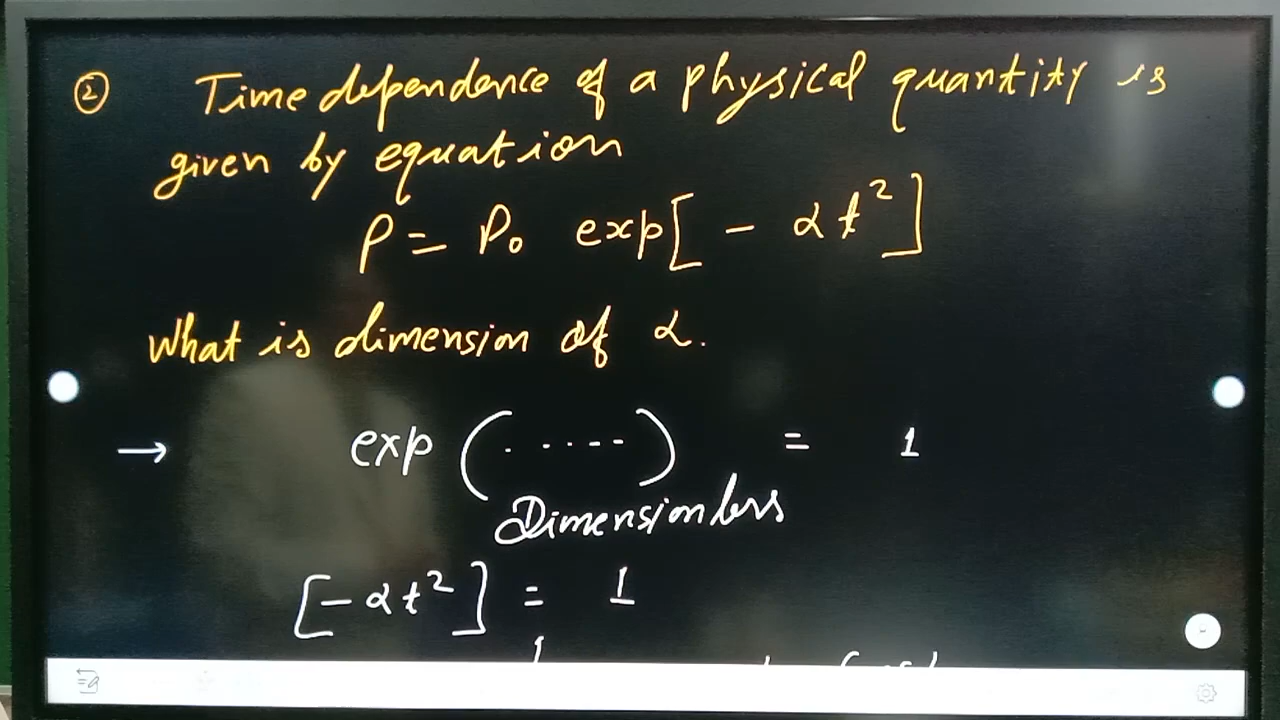 ② Time dependence of a physical quantity is
given by equation
P = P₀ exp[ - αt²]
What is dimension of α.
→ exp (.....) = 1
Dimensionless
[-αt²] = 1